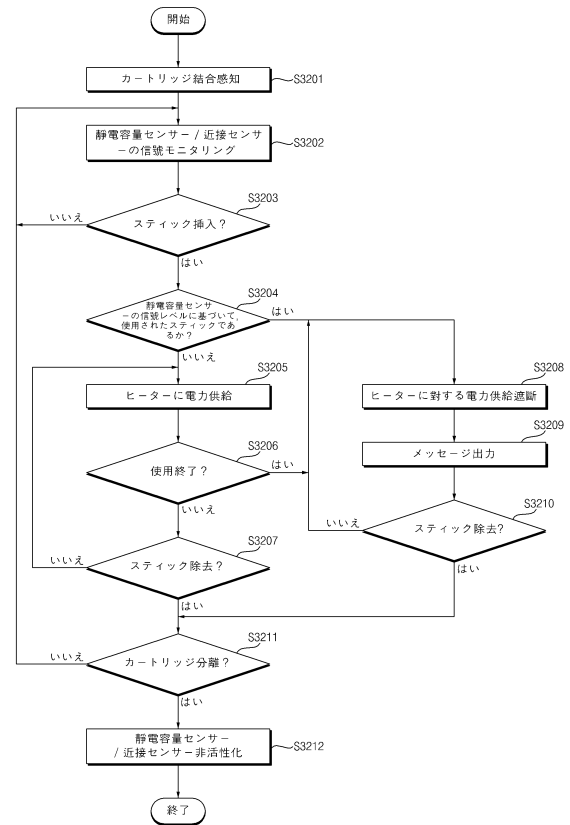 開始
カートリッジ結合感知
S3201
靜電容量センサー / 近接センサ
ーの信號モニタリング
S3202
S3203
スティック挿入？
いいえ
はい
S3204
靜電容量センサ
ーの信號レベルに基づいて,
使用されたスティックであ
るか？
はい
いいえ
S3205
ヒーターに電力供給
S3208
ヒーターに対する電力供給遮断
S3206
使用終了？
はい
いいえ
S3209
メッセージ出力
S3210
スティック除去?
いいえ
はい
S3207
スティック除去？
いいえ
はい
S3211
カートリッジ分離？
いいえ
はい
靜電容量センサー
/ 近接センサー非活性化
S3212
終了